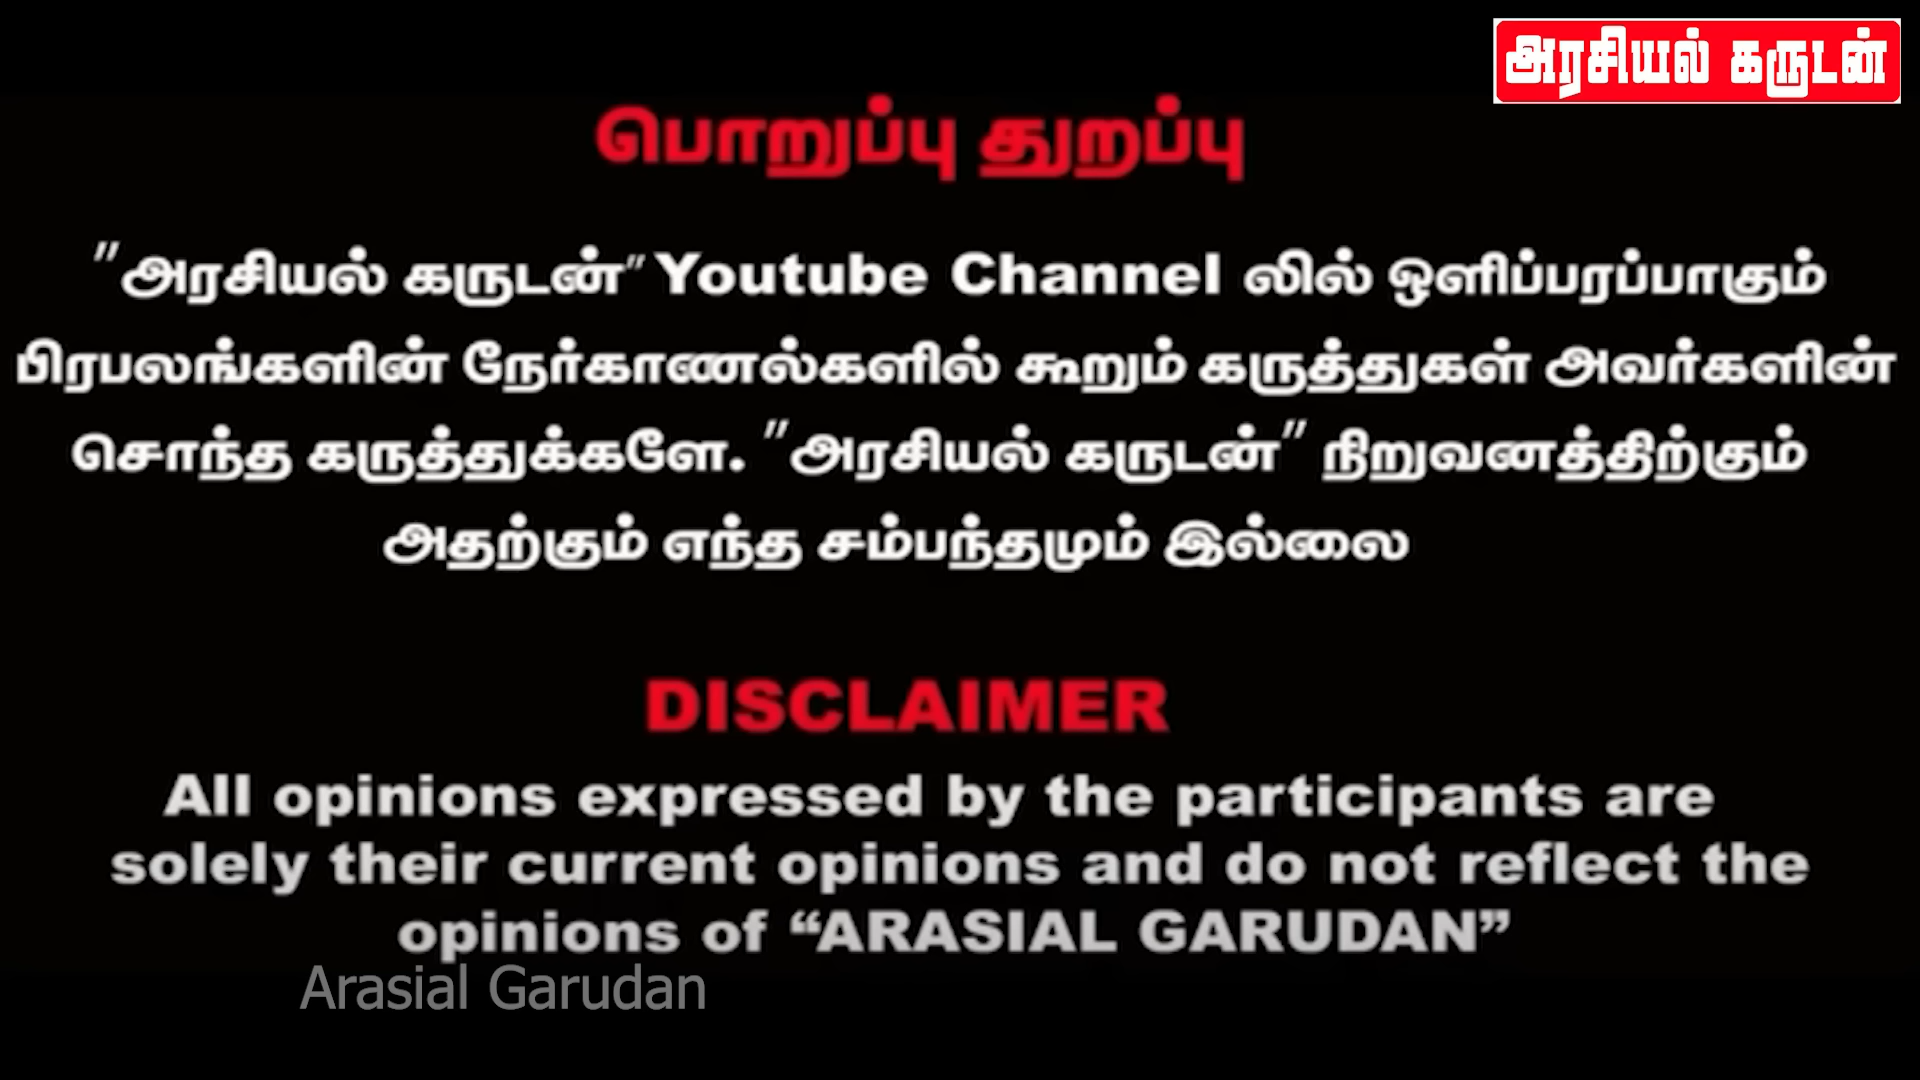 அரசியல் கருடன்
பொறுப்பு துறப்பு
"அரசியல் கருடன்" Youtube Channel லில் ஒளிப்பரப்பாகும்
பிரபலங்களின் நேர்காணல்களில் கூறும் கருத்துகள் அவர்களின்
சொந்த கருத்துக்களே. "அரசியல் கருடன்" நிறுவனத்திற்கும்
அதற்கும் எந்த சம்பந்தமும் இல்லை
DISCLAIMER
All opinions expressed by the participants are
solely their current opinions and do not reflect the
opinions of “ARASIAL GARUDAN”
Arasial Garudan